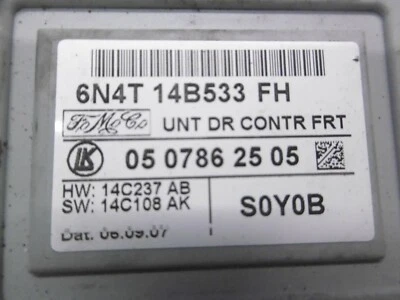 6N4T 14B533 FH
FoMoCo UNT DR CONTR FRT
LK 05 0786 25 05
HW: 14C237 AB
SW: 14C108 AK
S0Y0B
Dat. 06.09.07